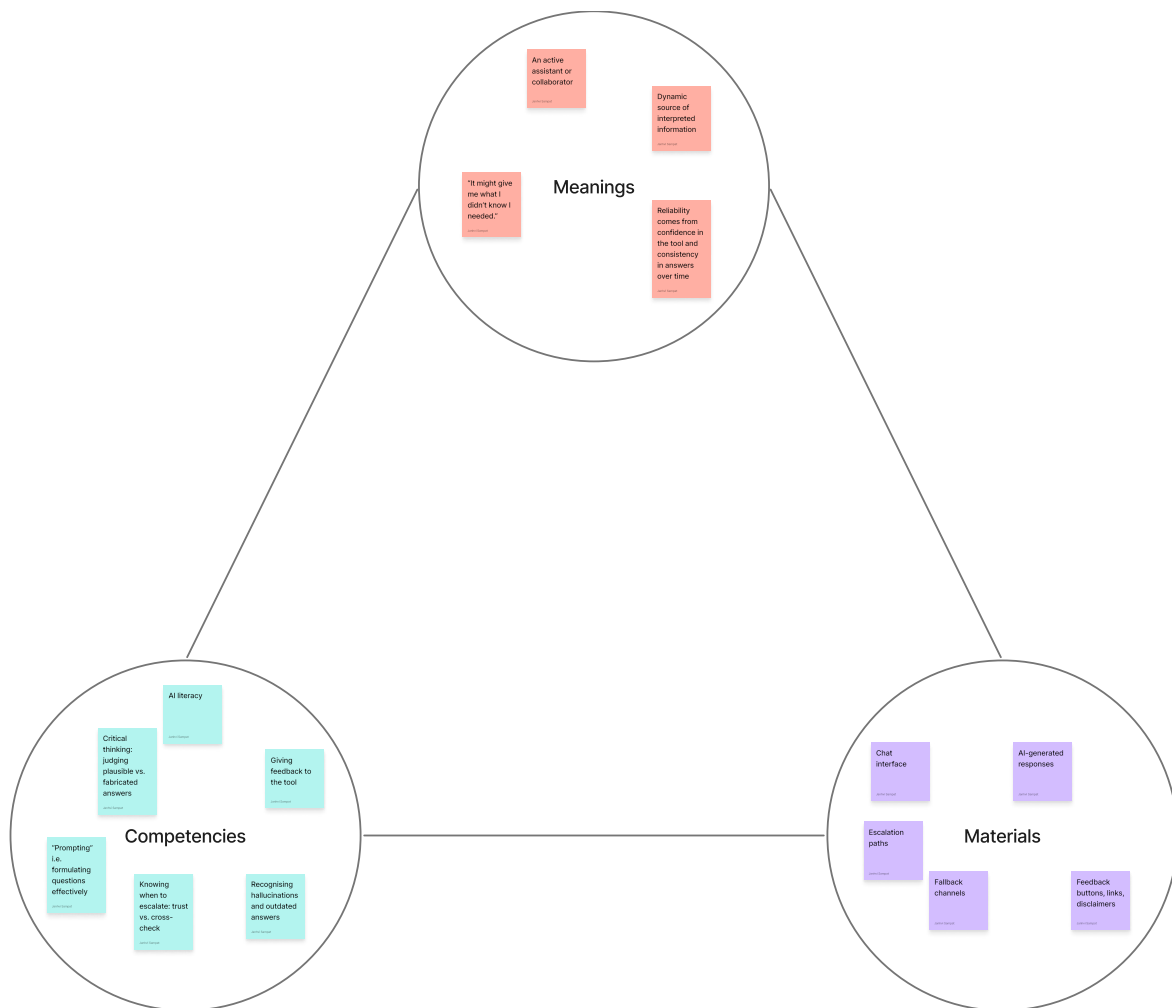 An active
assistant or
collaborator
Dynamic
source of
interpreted
information
"It might give
me what I
didn't know I
needed."
Meanings
Reliability
comes from
confidence in
the tool and
consistency
in answers
over time
AI literacy
Critical
thinking:
judging
plausible vs.
fabricated
answers
Giving
feedback to
the tool
Competencies
"Prompting"
i.e.
formulating
questions
effectively
Knowing
when to
escalate: trust
vs. cross-
check
Recognising
hallucinations
and outdated
answers
Chat
interface
AI-generated
responses
Escalation
paths
Materials
Fallback
channels
Feedback
buttons, links,
disclaimers